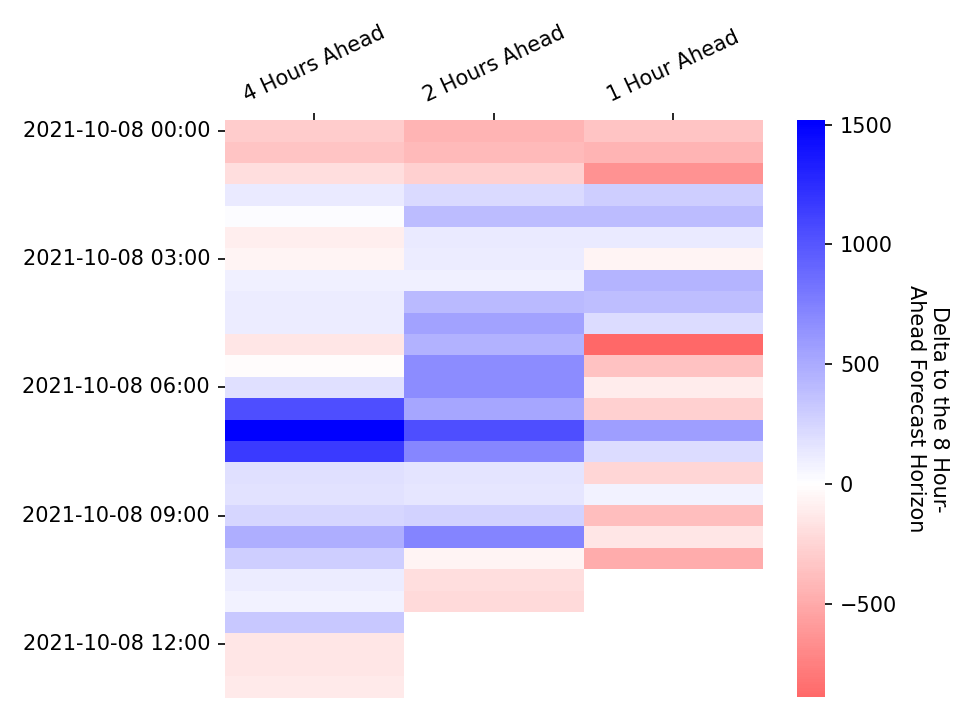 4 Hours Ahead
2 Hours Ahead
1 Hour Ahead
2021-10-08 00:00
2021-10-08 03:00
2021-10-08 06:00
2021-10-08 09:00
2021-10-08 12:00
1500
1000
500
0
−500
Delta to the 8 Hour-
Ahead Forecast Horizon